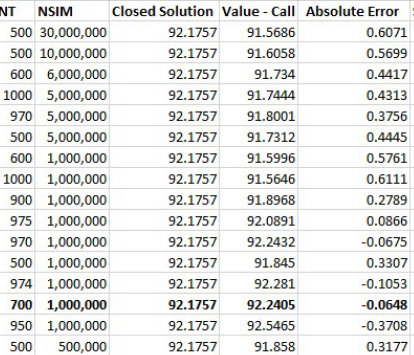 NT NSIM Closed Solution Value - Call Absolute Error
500 30,000,000 92.1757 91.5686 0.6071
500 10,000,000 92.1757 91.6058 0.5699
600 6,000,000 92.1757 91.734 0.4417
1000 5,000,000 92.1757 91.7444 0.4313
970 5,000,000 92.1757 91.8001 0.3756
500 5,000,000 92.1757 91.7312 0.4445
600 1,000,000 92.1757 91.5996 0.5761
1000 1,000,000 92.1757 91.5646 0.6111
900 1,000,000 92.1757 91.8968 0.2789
975 1,000,000 92.1757 92.0891 0.0866
970 1,000,000 92.1757 92.2432 -0.0675
500 1,000,000 92.1757 91.845 0.3307
974 1,000,000 92.1757 92.281 -0.1053
700 1,000,000 92.1757 92.2405 -0.0648
950 1,000,000 92.1757 92.5465 -0.3708
500 500,000 92.1757 91.858 0.3177